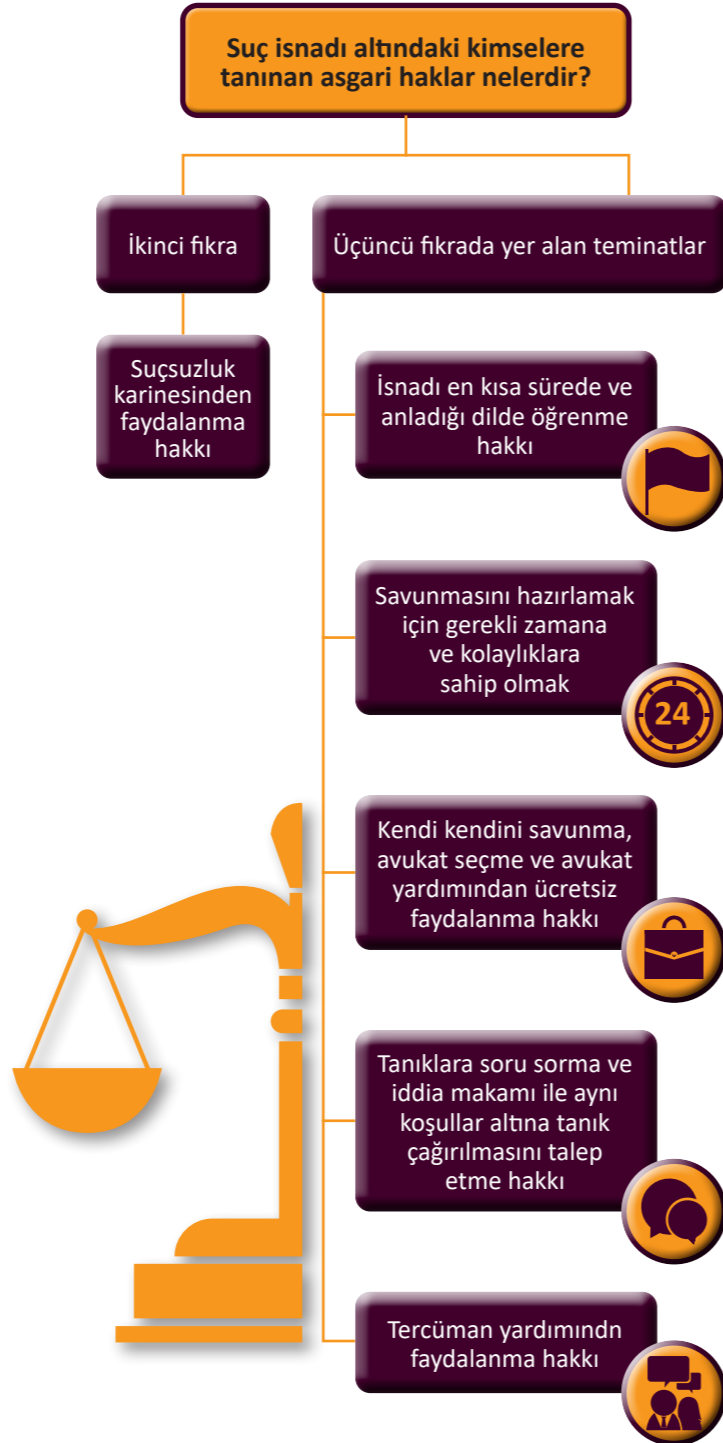 Suç isnadı altındaki kimselere
tanınan asgari haklar nelerdir?
İkinci fıkra
Üçüncü fıkrada yer alan teminatlar
Suçsuzluk
karinesinden
faydalanma
hakkı
İsnadı en kısa sürede ve
anladığı dilde öğrenme
hakkı
Savunmasını hazırlamak
için gerekli zamana
ve kolaylıklara
sahip olmak
24
Kendi kendini savunma,
avukat seçme ve avukat
yardımından ücretsiz
faydalanma hakkı
Tanıklara soru sorma ve
iddia makamı ile aynı
koşullar altına tanık
çağırılmasını talep
etme hakkı
Tercüman yardımındn
faydalanma hakkı